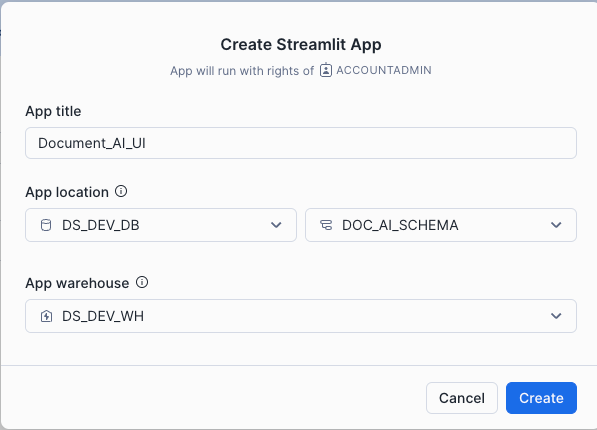 Create Streamlit App
App will run with rights of ACCOUNTADMIN
App title
Document_AI_UI
App location
DS_DEV_DB DOC_AI_SCHEMA
App warehouse
DS_DEV_WH
Cancel Create